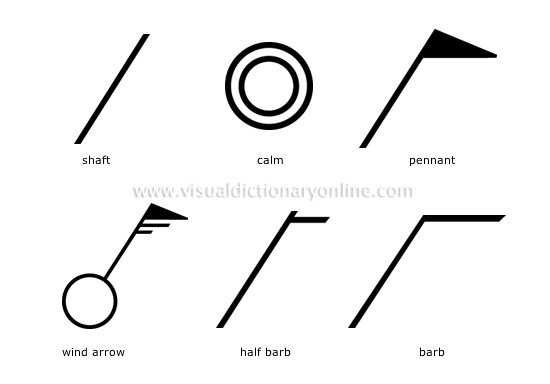 shaft
calm
pennant
www.visualdictionaryonline.com
wind arrow
half barb
barb